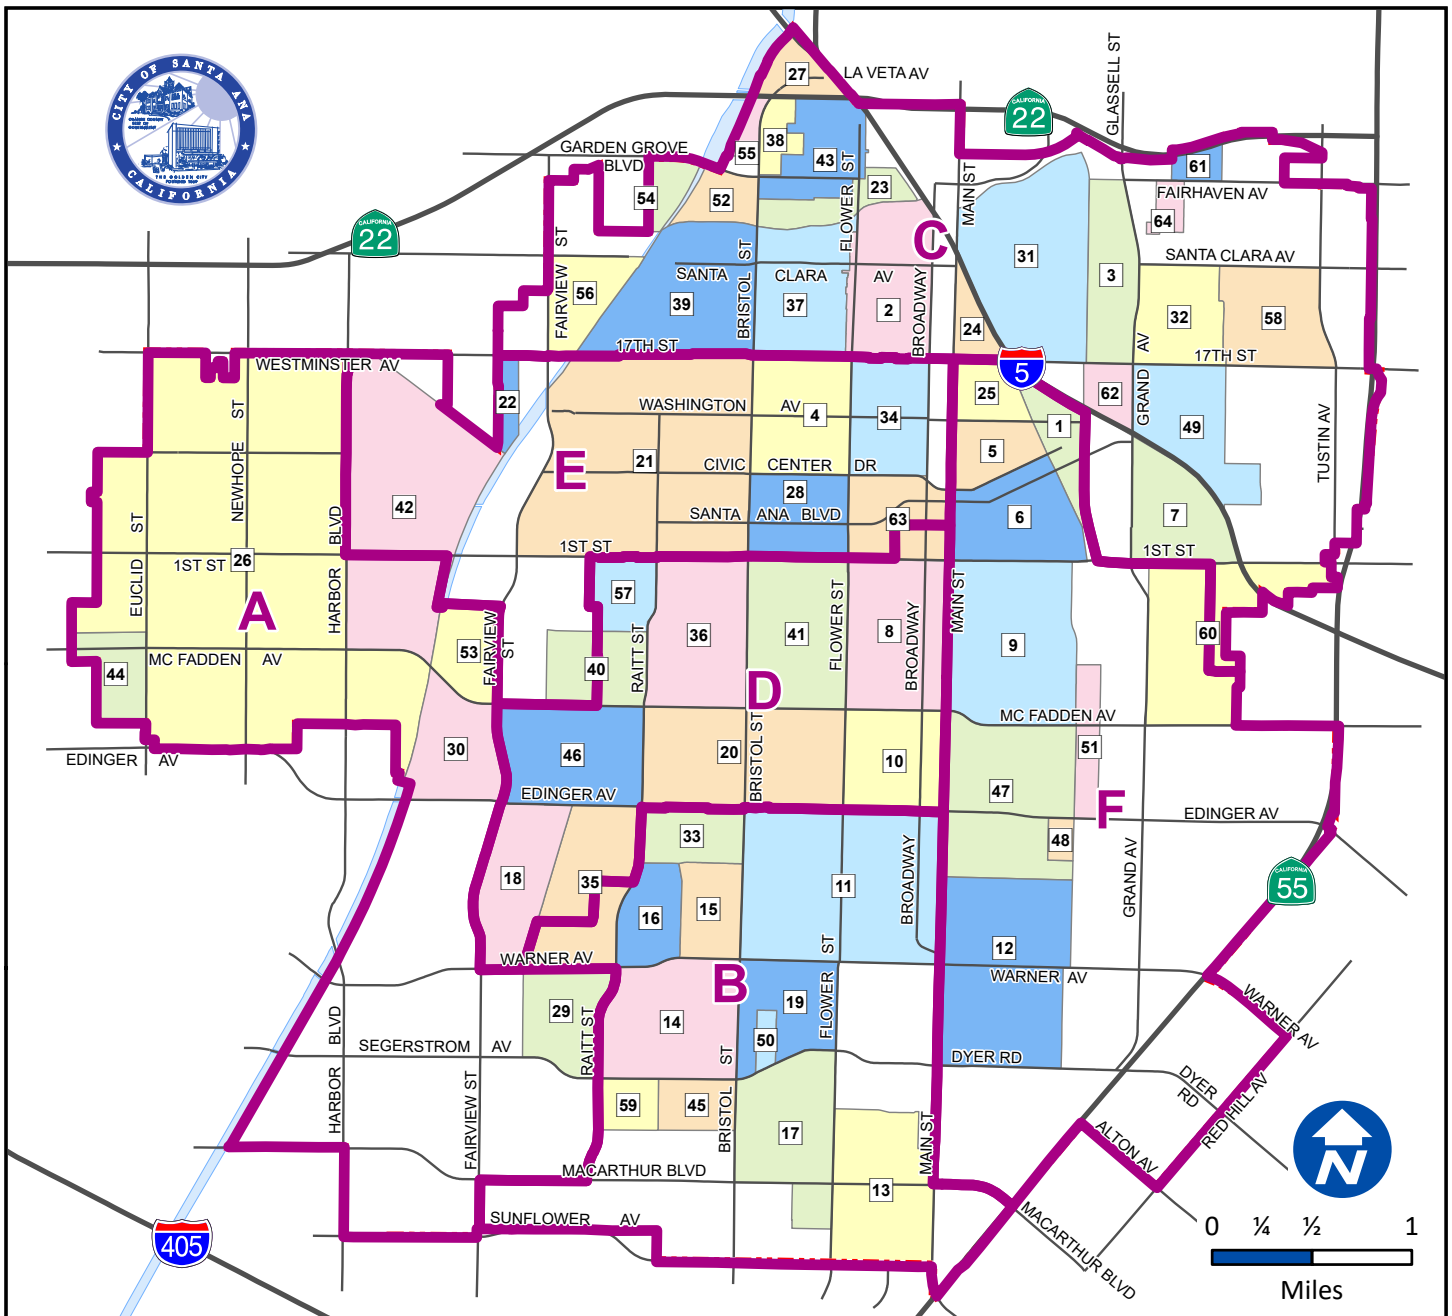 CITY OF SANTA ANA
CALIFORNIA
27
LA VETA AV
GLASSELL ST
CALIFORNIA
22
GARDEN GROVE
BLVD
55
38
43
FLOWER ST
23
MAIN ST
61
FAIRHAVEN AV
54
52
64
CALIFORNIA
22
FAIRVIEW ST
C
31
SANTA CLARA AV
SANTA CLARA AV
3
56
39
BRISTOL ST
37
2
BROADWAY
24
32
58
17TH ST
GRAND AV
17TH ST
WESTMINSTER AV
5
22
25
62
WASHINGTON AV
4
34
1
49
TUSTIN AV
NEWHOPE ST
E
21
CIVIC CENTER DR
5
28
42
SANTA ANA BLVD
63
6
7
EUCLID ST
HARBOR BLVD
1ST ST
26
1ST ST
1ST ST
57
A
FAIRVIEW ST
RAITT ST
36
41
FLOWER ST
8
BROADWAY
MAIN ST
9
60
53
MC FADDEN AV
44
40
D
MC FADDEN AV
30
46
20
BRISTOL ST
10
51
EDINGER AV
EDINGER AV
47
F
EDINGER AV
33
48
18
35
11
BROADWAY
GRAND AV
CALIFORNIA
55
16
15
12
WARNER AV
WARNER AV
B
FLOWER ST
WARNER AV
29
RAITT ST
14
19
50
HARBOR BLVD
SEGERSTROM AV
DYER RD
DYER RD
RED HILL AV
HARBOR BLVD
FAIRVIEW ST
59
45
BRISTOL ST
17
MAIN ST
ALTON AV
MACARTHUR BLVD
13
SUNFLOWER AV
MACARTHUR BLVD
405
N
0 ¼ ½ 1
Miles